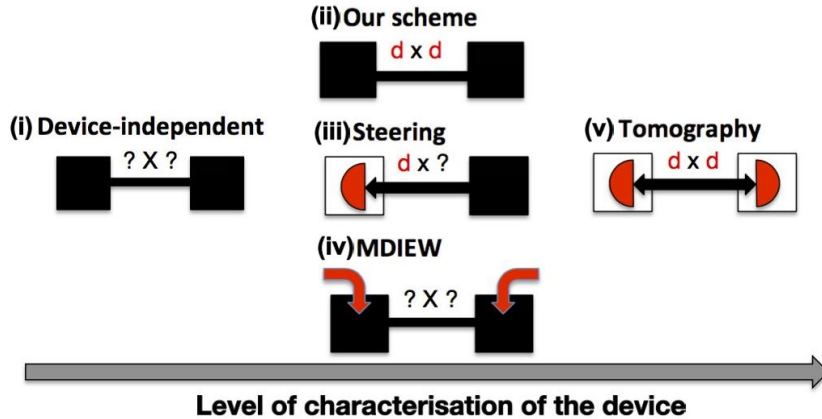 (ii) Our scheme
d x d
(i) Device-independent
? X ?
(iii) Steering
d x ?
(v) Tomography
d x d
(iv) MDIEW
? X ?
Level of characterisation of the device